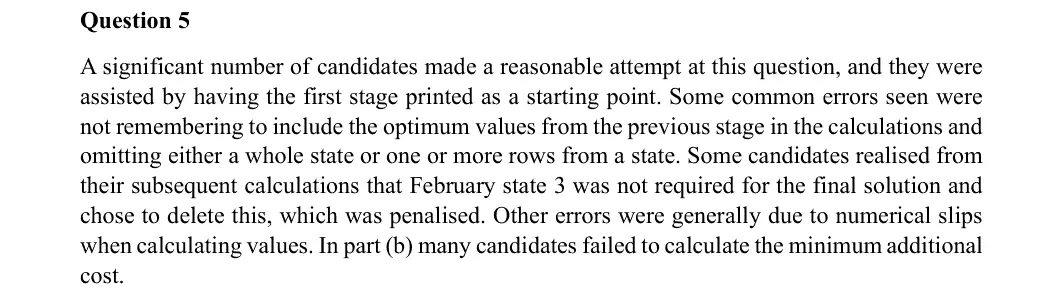 Question 5
A significant number of candidates made a reasonable attempt at this question, and they were
assisted by having the first stage printed as a starting point. Some common errors seen were
not remembering to include the optimum values from the previous stage in the calculations and
omitting either a whole state or one or more rows from a state. Some candidates realised from
their subsequent calculations that February state 3 was not required for the final solution and
chose to delete this, which was penalised. Other errors were generally due to numerical slips
when calculating values. In part (b) many candidates failed to calculate the minimum additional
cost.